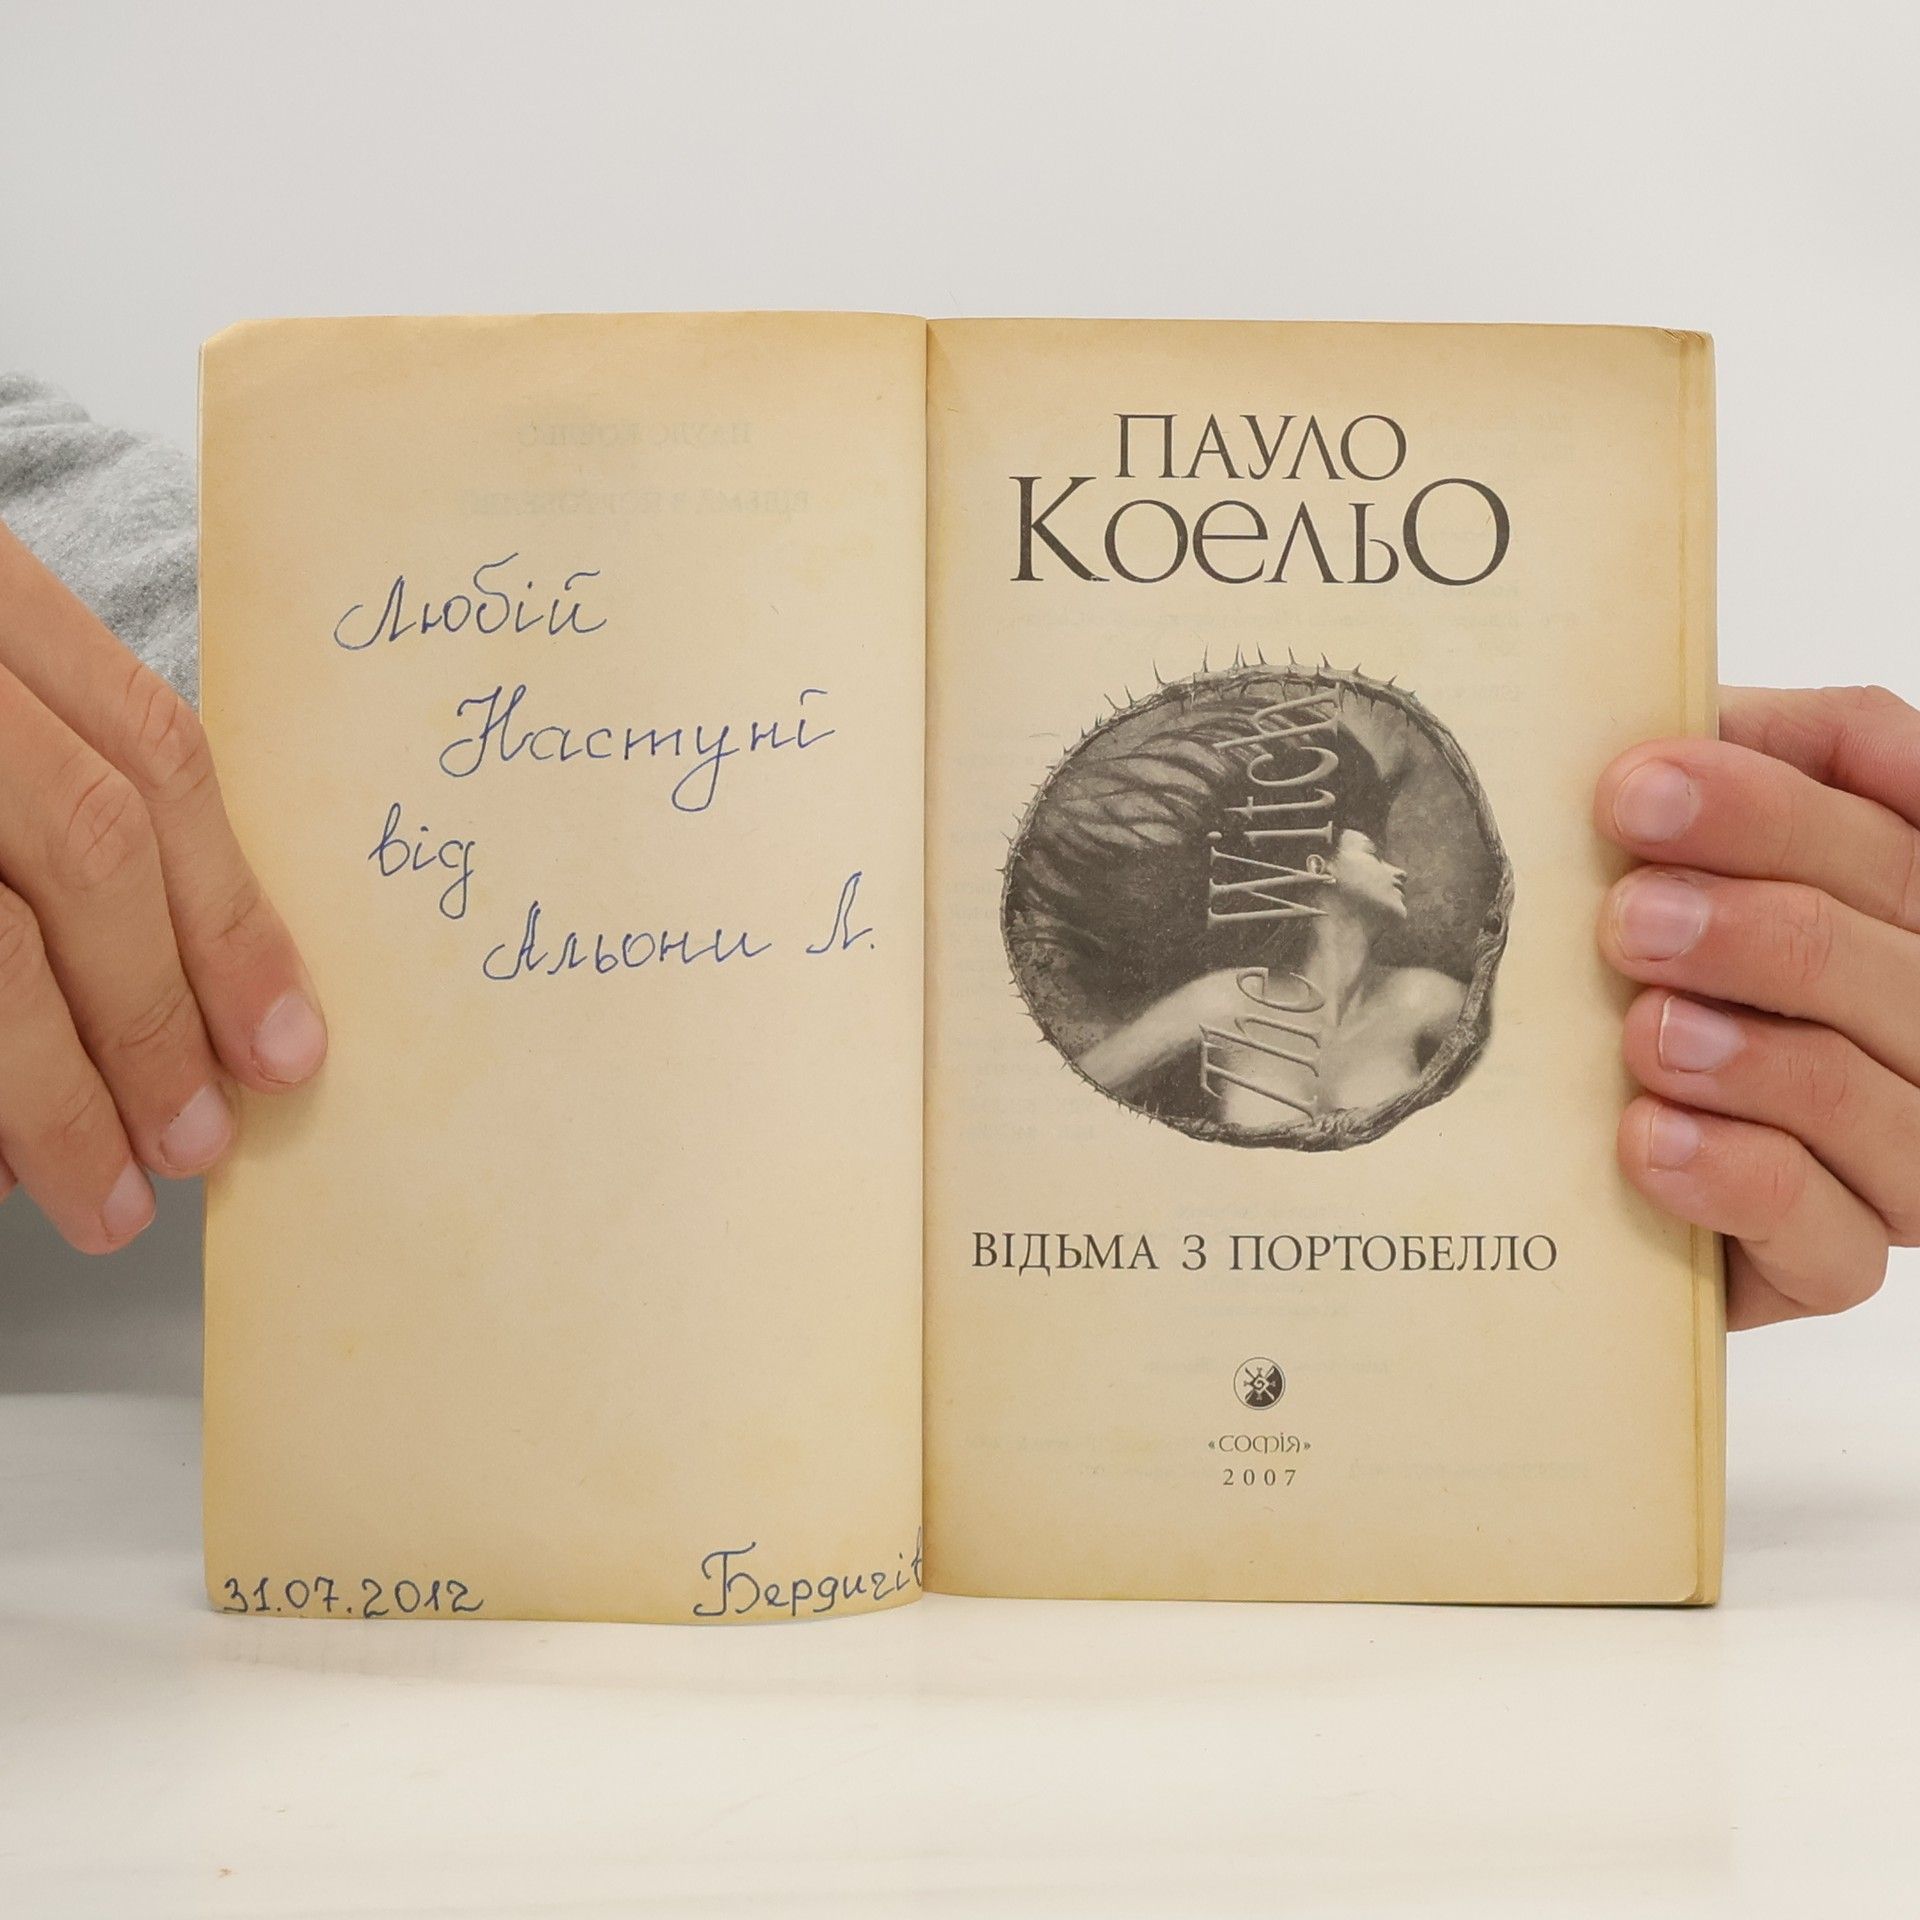 Любій
Настуні
від
Альони Л.
31.07.2012
Бердичів
ПАУЛО
КОЕЛЬО
The Witch
ВІДЬМА З ПОРТОБЕЛЛО
«СОФІЯ»
2007